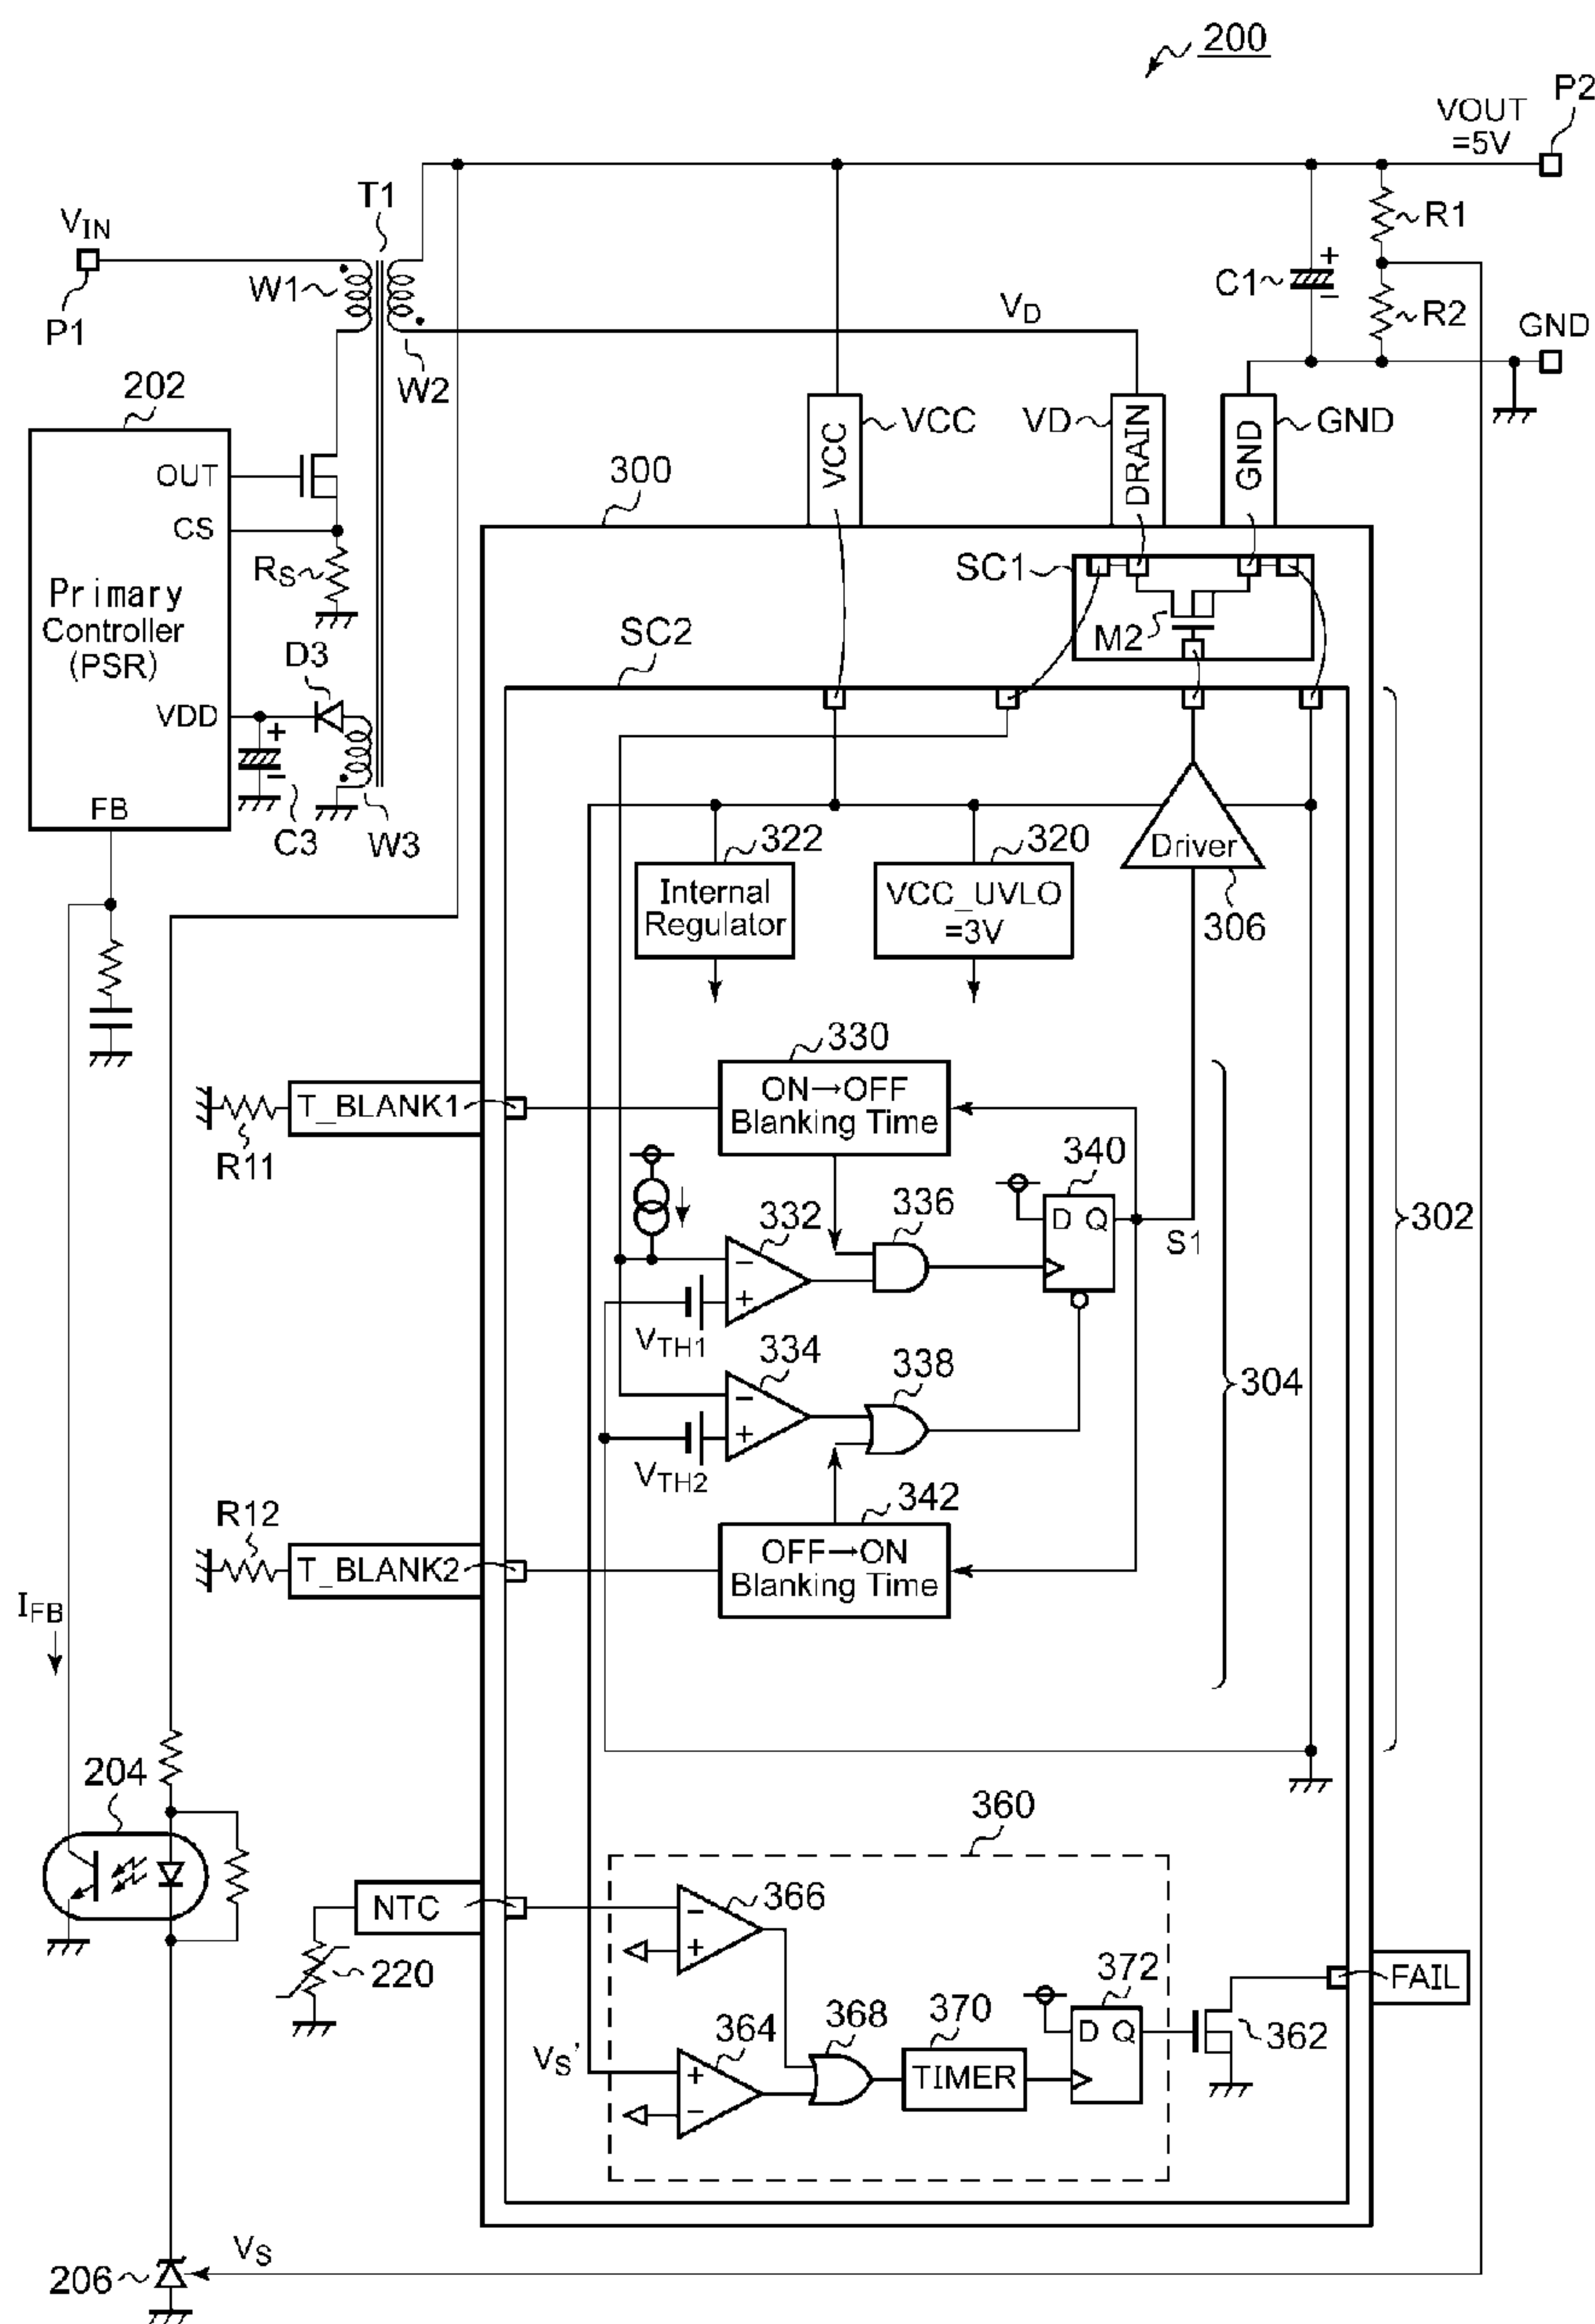 200
P2
VOUT
=5V
T1
VIN
R1
W1
C1
+
−
P1
VD
R2
GND
W2
202
VCC
VCC
VD
DRAIN
GND
GND
OUT
300
CS
SC1
RS
Primary
Controller
(PSR)
M2
SC2
D3
VDD
+
−
FB
C3
W3
322
320
Driver
Internal
Regulator
VCC_UVLO
=3V
306
330
ON→OFF
Blanking Time
T_BLANK1
R11
340
332
336
D Q
302
S1
−
+
VTH1
334
338
304
−
+
VTH2
342
R12
OFF→ON
Blanking Time
T_BLANK2
IFB
204
360
NTC
366
−
+
220
372
FAIL
364
368
370
D Q
362
VS'
+
−
TIMER
VS
206